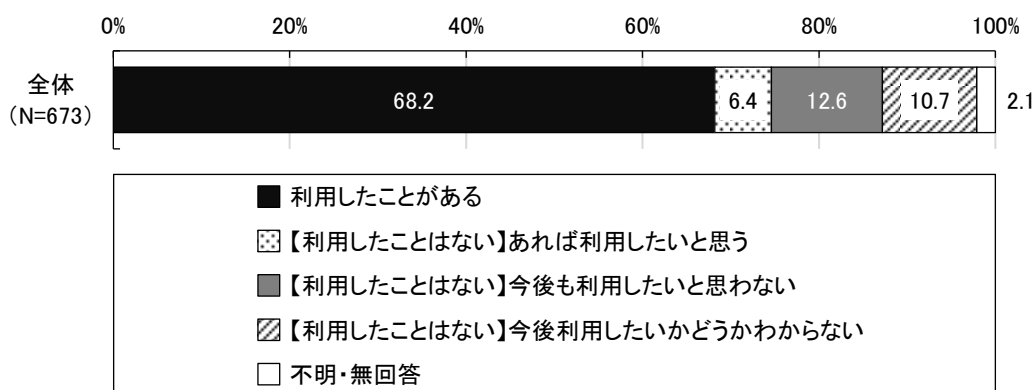 0% 20% 40% 60% 80% 100%
全体
(N=673)
68.2 6.4 12.6 10.7 2.1
利用したことがある
【利用したことはない】あれば利用したいと思う
【利用したことはない】今後も利用したいと思わない
【利用したことはない】今後利用したいかどうかわからない
不明・無回答